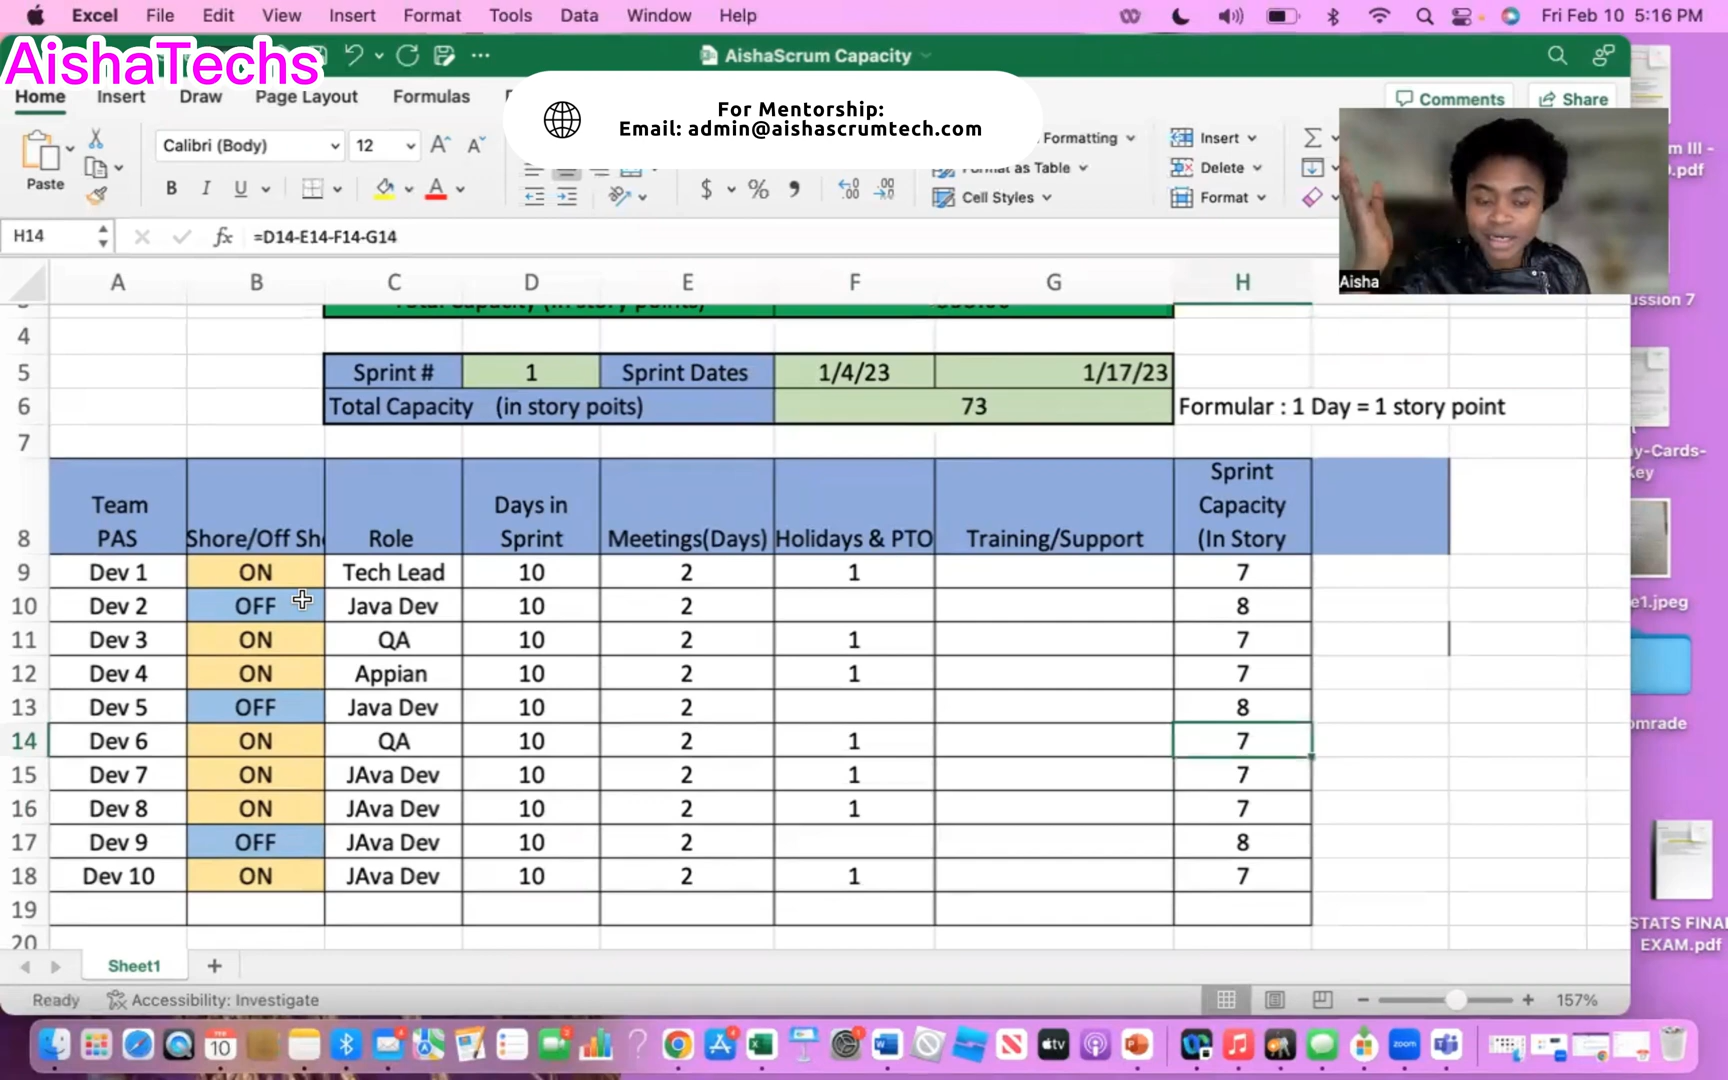 Excel File Edit View Insert Format Tools Data Window Help Fri Feb 10 5:16 PM
AishaTechs
AishaScrum Capacity
Home Insert Draw Page Layout Formulas
Comments Share
For Mentorship:
Email: admin@aishascrumtech.com
Paste
Calibri (Body) 12
Formatting
Format as Table
Cell Styles
Insert
Delete
Format
H14 fx =D14-E14-F14-G14
Aisha
A B C D E F G H
4
5 Sprint # 1 Sprint Dates 1/4/23 1/17/23
6 Total Capacity (in story poits) 73 Formular : 1 Day = 1 story point
7
8 Team PAS Shore/Off Sh Role Days in Sprint Meetings(Days) Holidays & PTO Training/Support Sprint Capacity (In Story
9 Dev 1 ON Tech Lead 10 2 1 7
10 Dev 2 OFF Java Dev 10 2 8
11 Dev 3 ON QA 10 2 1 7
12 Dev 4 ON Appian 10 2 1 7
13 Dev 5 OFF Java Dev 10 2 8
14 Dev 6 ON QA 10 2 1 7
15 Dev 7 ON JAva Dev 10 2 1 7
16 Dev 8 ON JAva Dev 10 2 1 7
17 Dev 9 OFF JAva Dev 10 2 8
18 Dev 10 ON JAva Dev 10 2 1 7
19
20
Sheet1
Ready Accessibility: Investigate 157%
m III -
.pdf
ussion 7
y-Cards-
Key
e1.jpeg
omrade
STATS FINAL
EXAM.pdf
FEB
10
tv
zoom